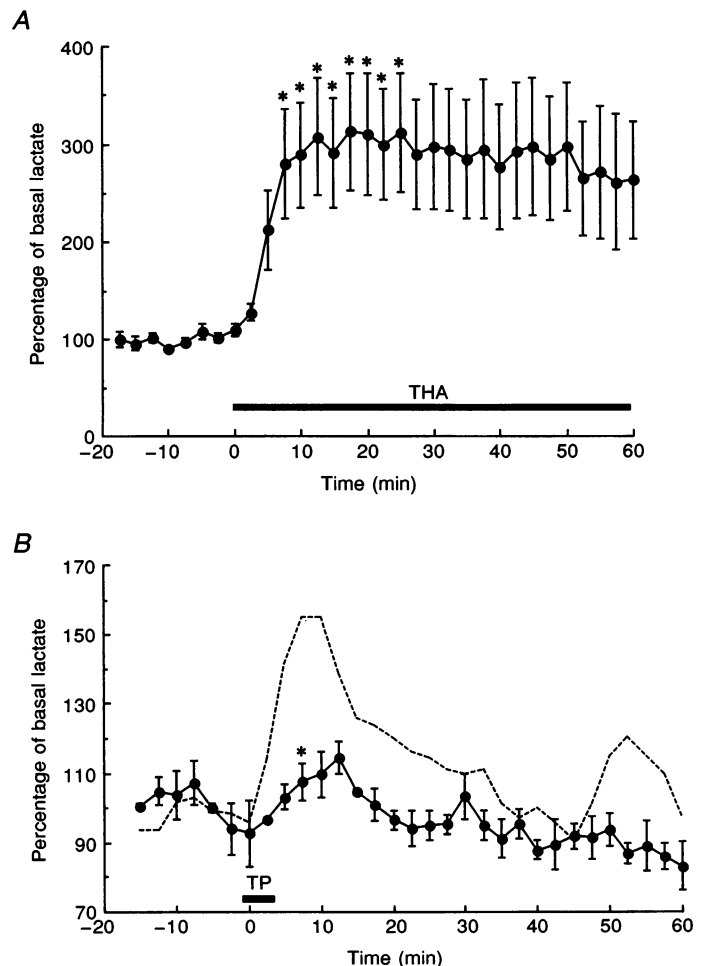 A
400
300
200
100
0
Percentage of basal lactate
* * * * * * * *
THA
−20 −10 0 10 20 30 40 50 60
Time (min)
B
170
150
130
110
90
70
Percentage of basal lactate
*
TP
−20 −10 0 10 20 30 40 50 60
Time (min)